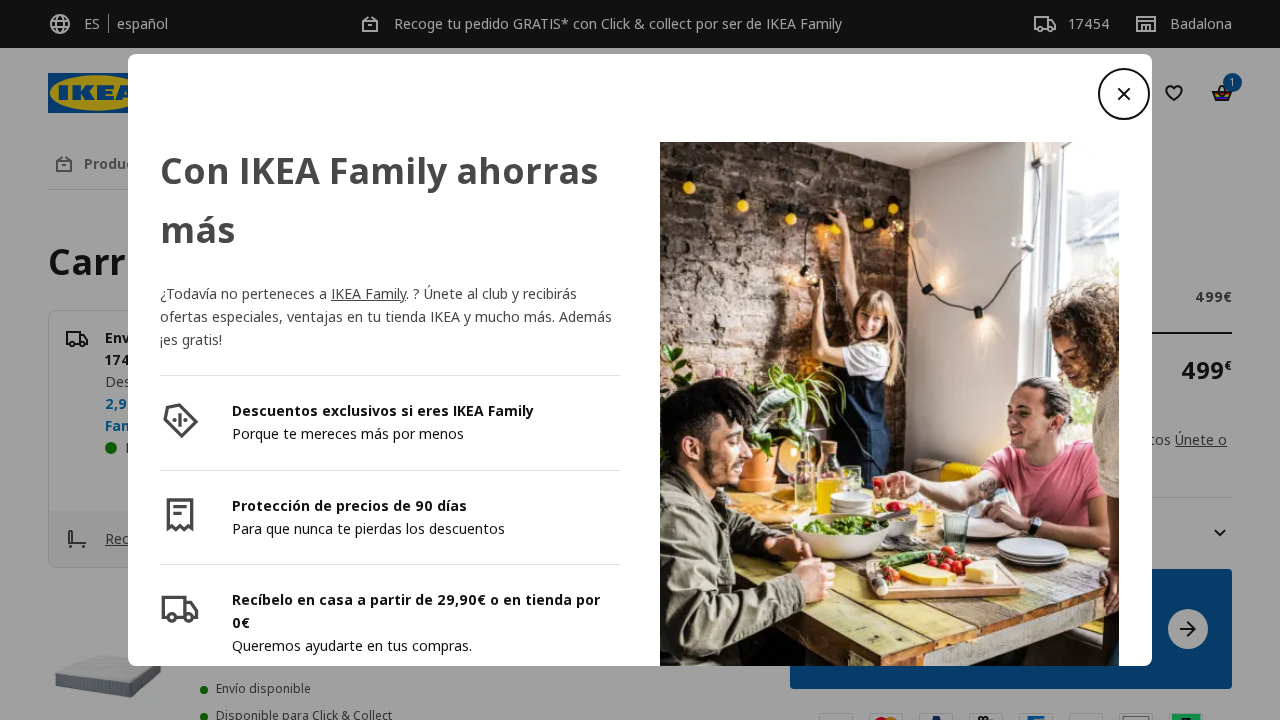 ES español
Recoge tu pedido GRATIS* con Click & collect por ser de IKEA Family
17454
Badalona
IKEA
1
Produ
Carr
Con IKEA Family ahorras
más
¿Todavía no perteneces a IKEA Family. ? Únete al club y recibirás
ofertas especiales, ventajas en tu tienda IKEA y mucho más. Además
¡es gratis!
Descuentos exclusivos si eres IKEA Family
Porque te mereces más por menos
Protección de precios de 90 días
Para que nunca te pierdas los descuentos
Recíbelo en casa a partir de 29,90€ o en tienda por
0€
Queremos ayudarte en tus compras.
Env
174
Des
2,9
Fan
Rec
499€
499€
tos Únete o
Envío disponible
Disponible para Click & Collect